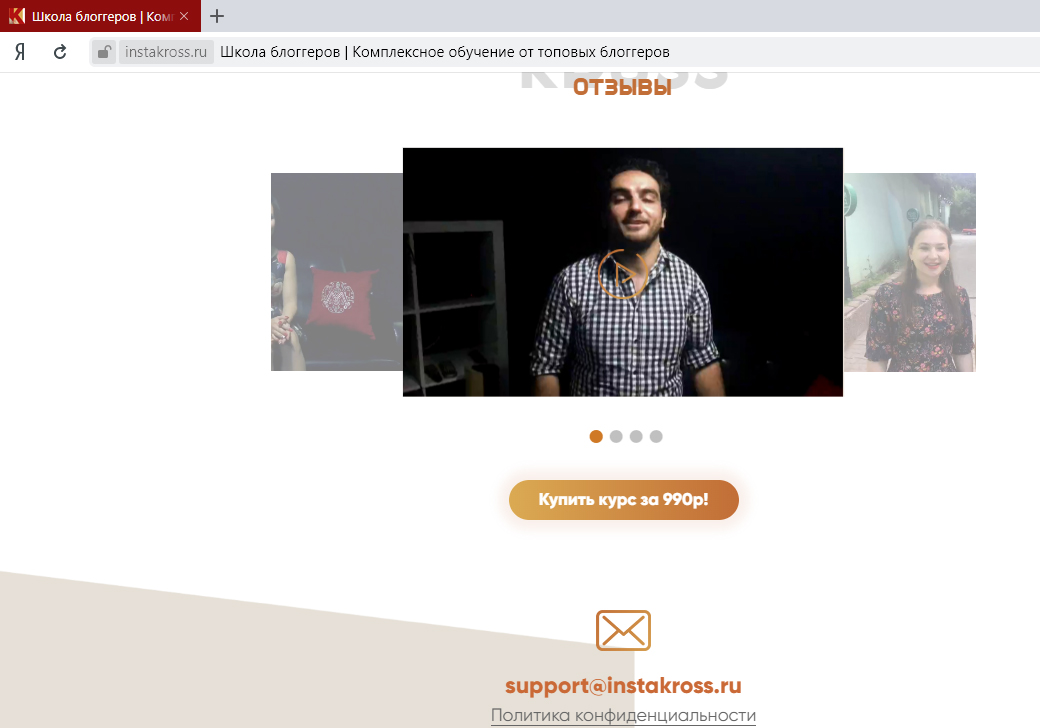 Школа блоггеров | Ком
Я
instakross.ru Школа блоггеров | Комплексное обучение от топовых блоггеров
ОТЗЫВЫ
Купить курс за 990р!
support@instakross.ru
Политика конфиденциальности